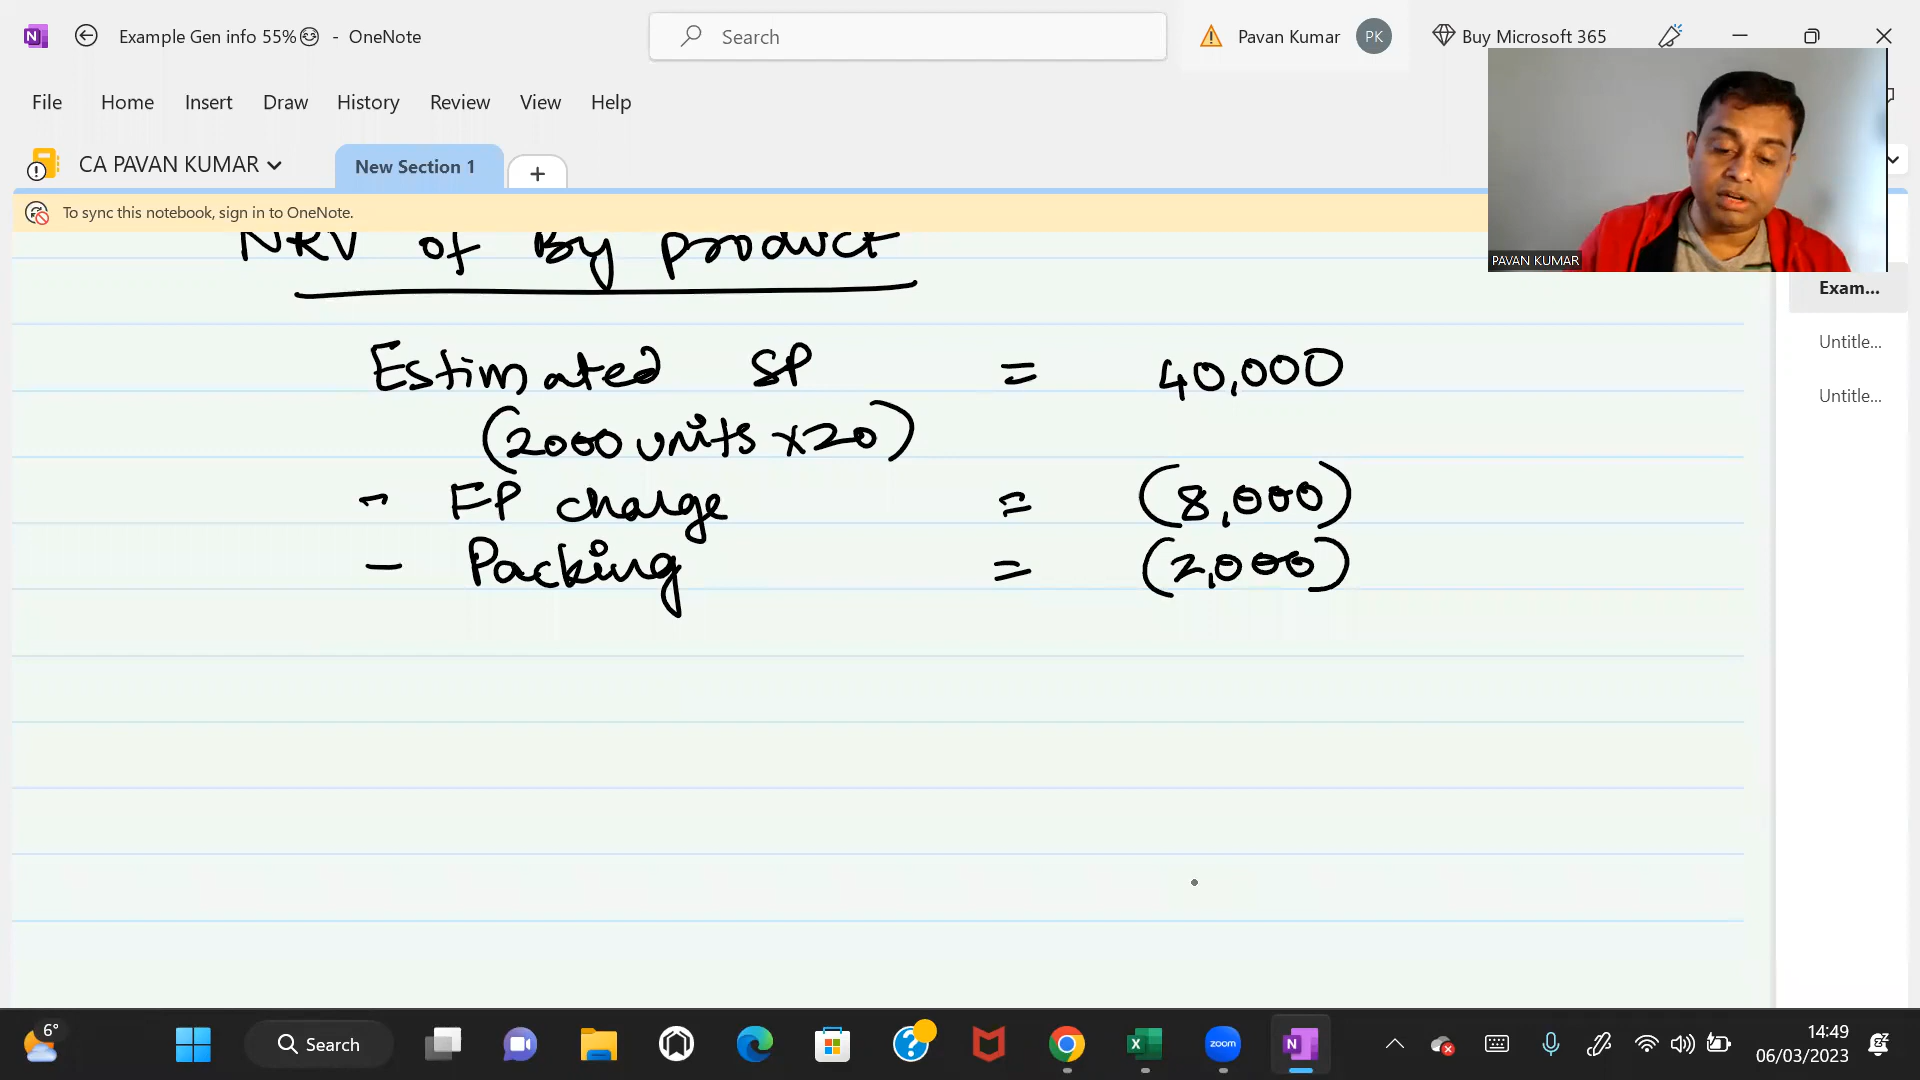 Example Gen info 55%😊 - OneNote
Search
Pavan Kumar PK
Buy Microsoft 365
File Home Insert Draw History Review View Help
CA PAVAN KUMAR
New Section 1
+
To sync this notebook, sign in to OneNote.
PAVAN KUMAR
Exam...
Untitle...
Untitle...
NRV of By product
Estimated SP = 40,000
(2000 units x 20)
- FP charge = (8,000)
- Packing = (2,000)
6°
Search
zoom
14:49
06/03/2023